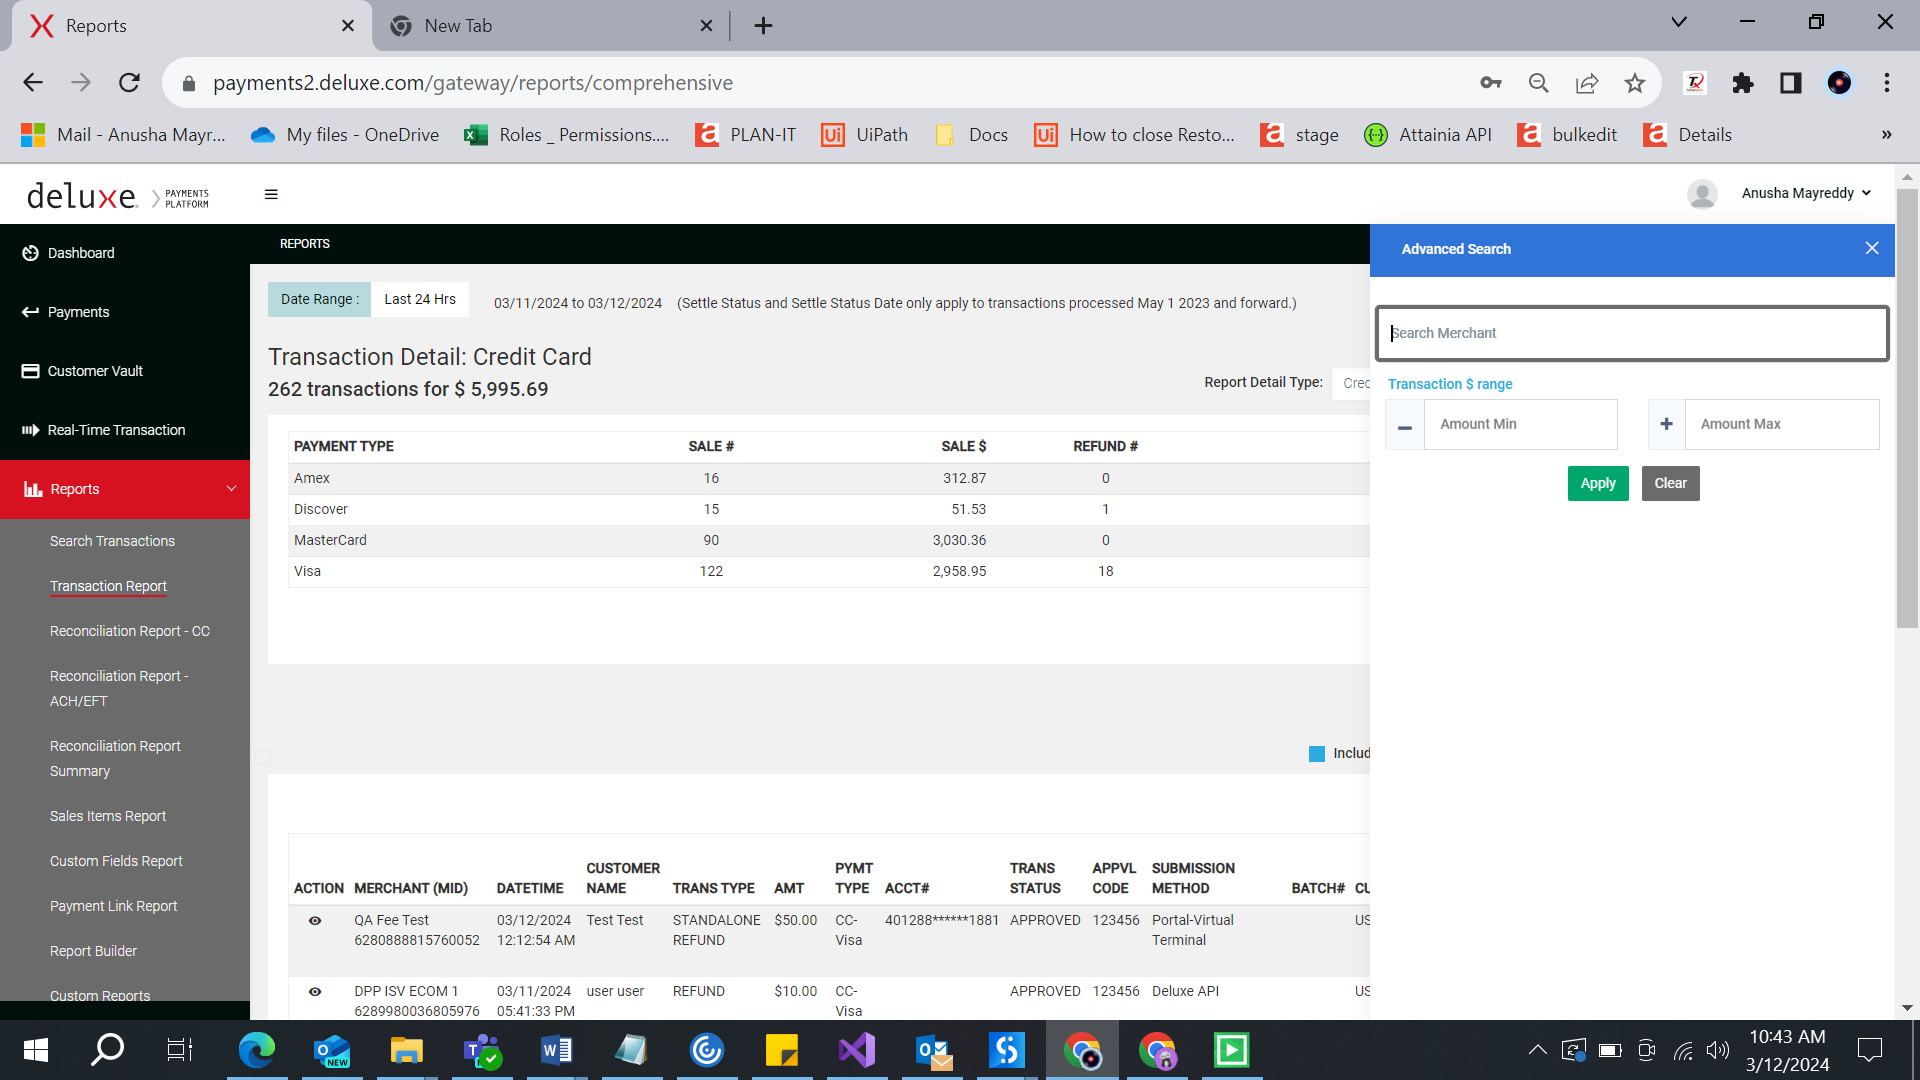 Reports
New Tab
payments2.deluxe.com/gateway/reports/comprehensive
Mail - Anusha Mayr...
My files - OneDrive
Roles _ Permissions....
PLAN-IT
UiPath
Docs
How to close Resto...
stage
Attainia API
bulkedit
Details
»
deluxe.
PAYMENTS
PLATFORM
Anusha Mayreddy
Dashboard
Payments
Customer Vault
Real-Time Transaction
Reports
Search Transactions
Transaction Report
Reconciliation Report - CC
Reconciliation Report -
ACH/EFT
Reconciliation Report
Summary
Sales Items Report
Custom Fields Report
Payment Link Report
Report Builder
Custom Reports
REPORTS
Date Range : Last 24 Hrs 03/11/2024 to 03/12/2024 (Settle Status and Settle Status Date only apply to transactions processed May 1 2023 and forward.)
Transaction Detail: Credit Card
262 transactions for $ 5,995.69
Report Detail Type: Crec
PAYMENT TYPE SALE # SALE $ REFUND #
Amex 16 312.87 0
Discover 15 51.53 1
MasterCard 90 3,030.36 0
Visa 122 2,958.95 18
Includ
ACTION MERCHANT (MID) DATETIME CUSTOMER NAME TRANS TYPE AMT PYMT TYPE ACCT# TRANS STATUS APPVL CODE SUBMISSION METHOD BATCH# CU
QA Fee Test 03/12/2024 Test Test STANDALONE $50.00 CC- 401288******1881 APPROVED 123456 Portal-Virtual US
6280888815760052 12:12:54 AM REFUND Visa Terminal
DPP ISV ECOM 1 03/11/2024 user user REFUND $10.00 CC- APPROVED 123456 Deluxe API US
6289980036805976 05:41:33 PM Visa
Advanced Search
Search Merchant
Transaction $ range
Amount Min
Amount Max
Apply
Clear
NEW
10:43 AM
3/12/2024